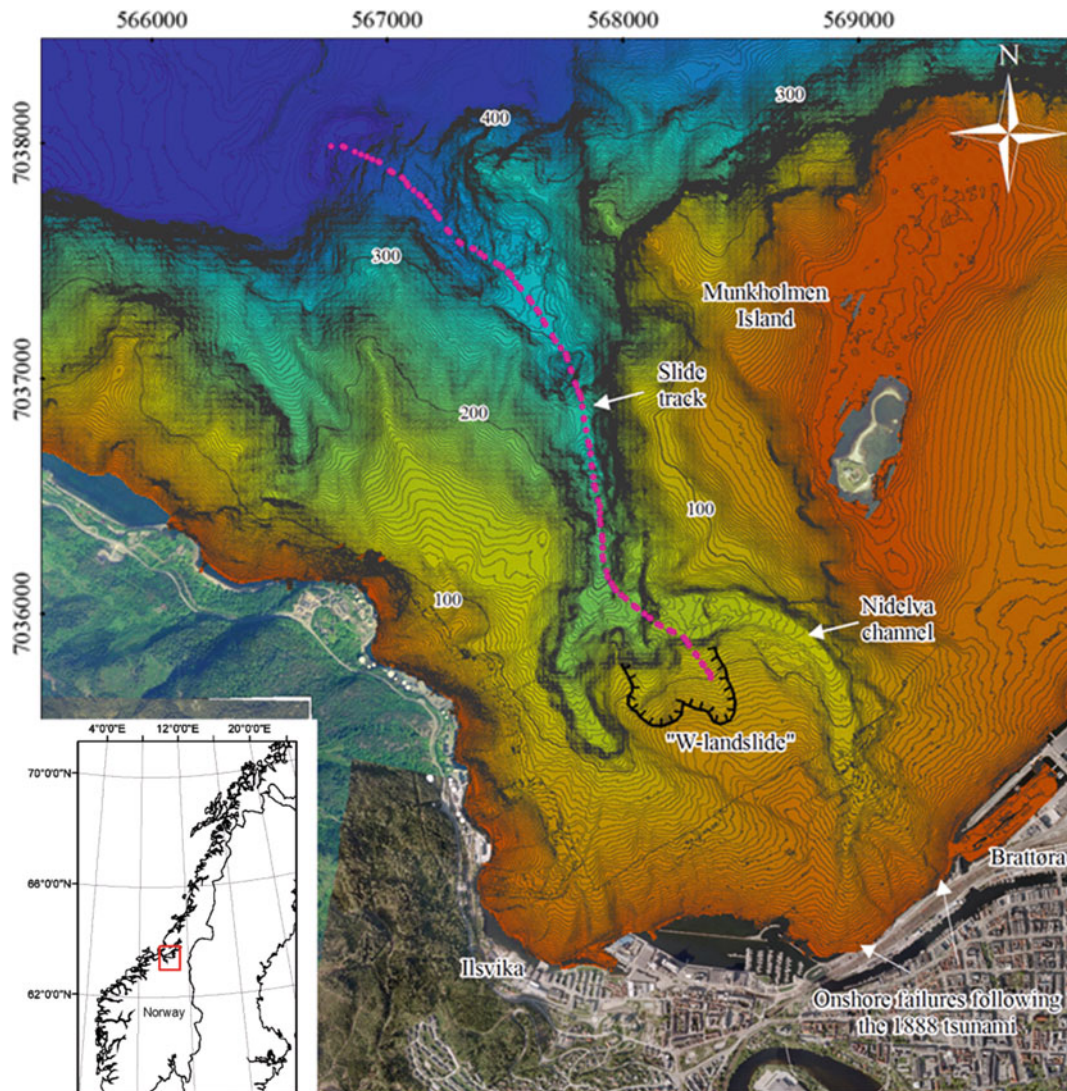 566000
567000
568000
569000
7038000
7037000
7036000
N
400
300
300
Munkholmen
Island
Slide
track
200
100
100
Nidelva
channel
"W-landslide"
4°0'0"E
12°0'0"E
20°0'0"E
70°0'0"N
66°0'0"N
62°0'0"N
Norway
Brattøra
Ilsvika
Onshore failures following
the 1888 tsunami